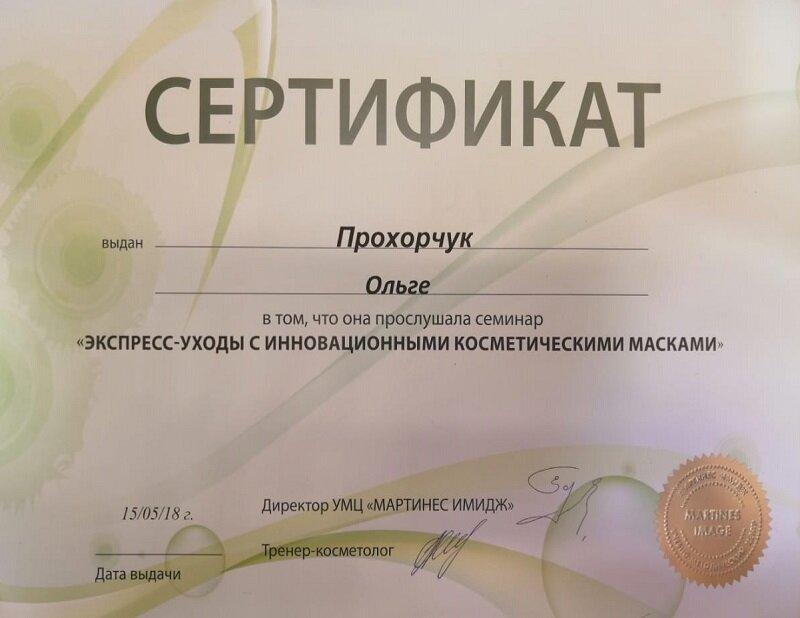 СЕРТИФИКАТ
выдан Прохорчук
Ольге
в том, что она прослушала семинар
«ЭКСПРЕСС-УХОДЫ С ИННОВАЦИОННЫМИ КОСМЕТИЧЕСКИМИ МАСКАМИ»
15/05/18 г.
Директор УМЦ «МАРТИНЕС ИМИДЖ»
Тренер-косметолог
Дата выдачи
MARTINES
IMAGE